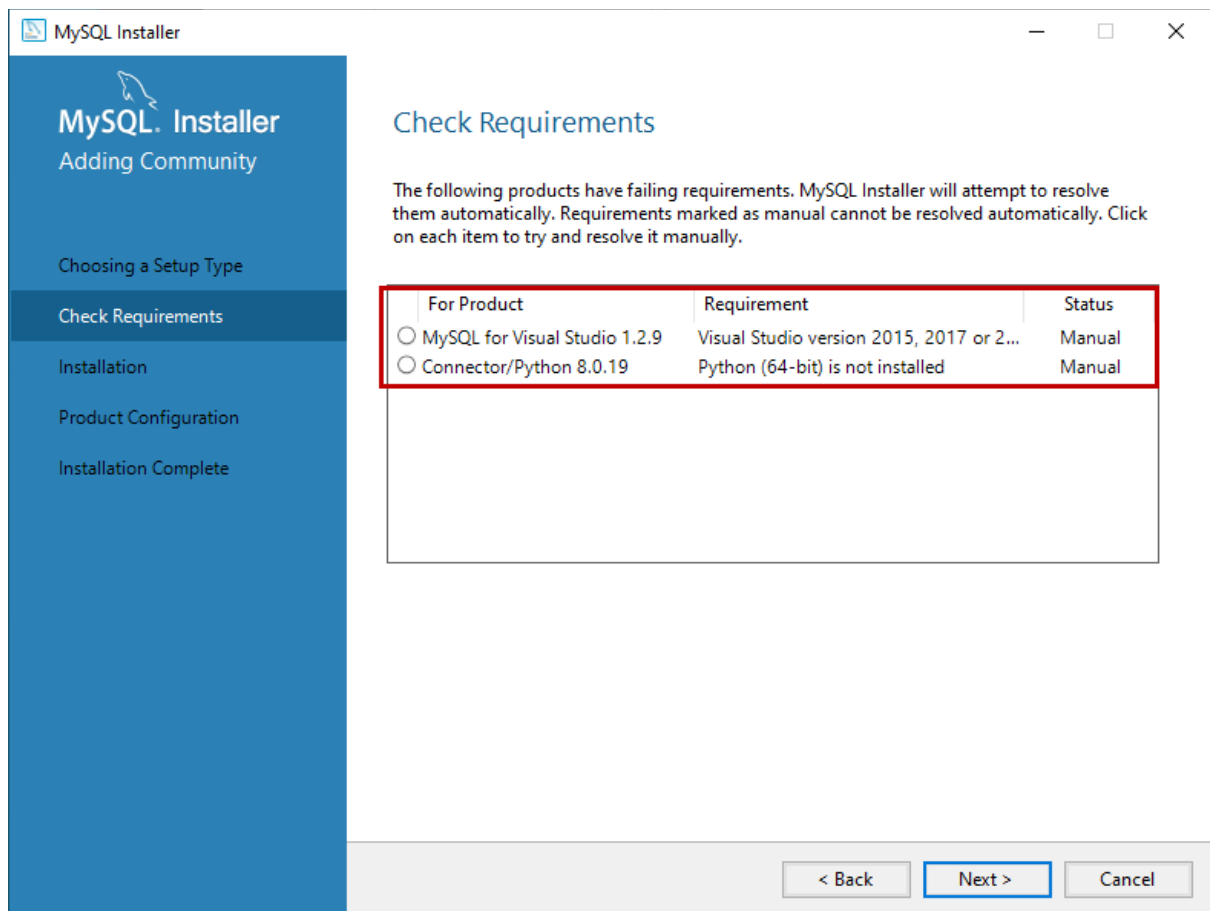 MySQL Installer
MySQL. Installer
Adding Community
Choosing a Setup Type
Check Requirements
Installation
Product Configuration
Installation Complete
Check Requirements
The following products have failing requirements. MySQL Installer will attempt to resolve
them automatically. Requirements marked as manual cannot be resolved automatically. Click
on each item to try and resolve it manually.
For Product Requirement Status
MySQL for Visual Studio 1.2.9 Visual Studio version 2015, 2017 or 2... Manual
Connector/Python 8.0.19 Python (64-bit) is not installed Manual
< Back Next > Cancel